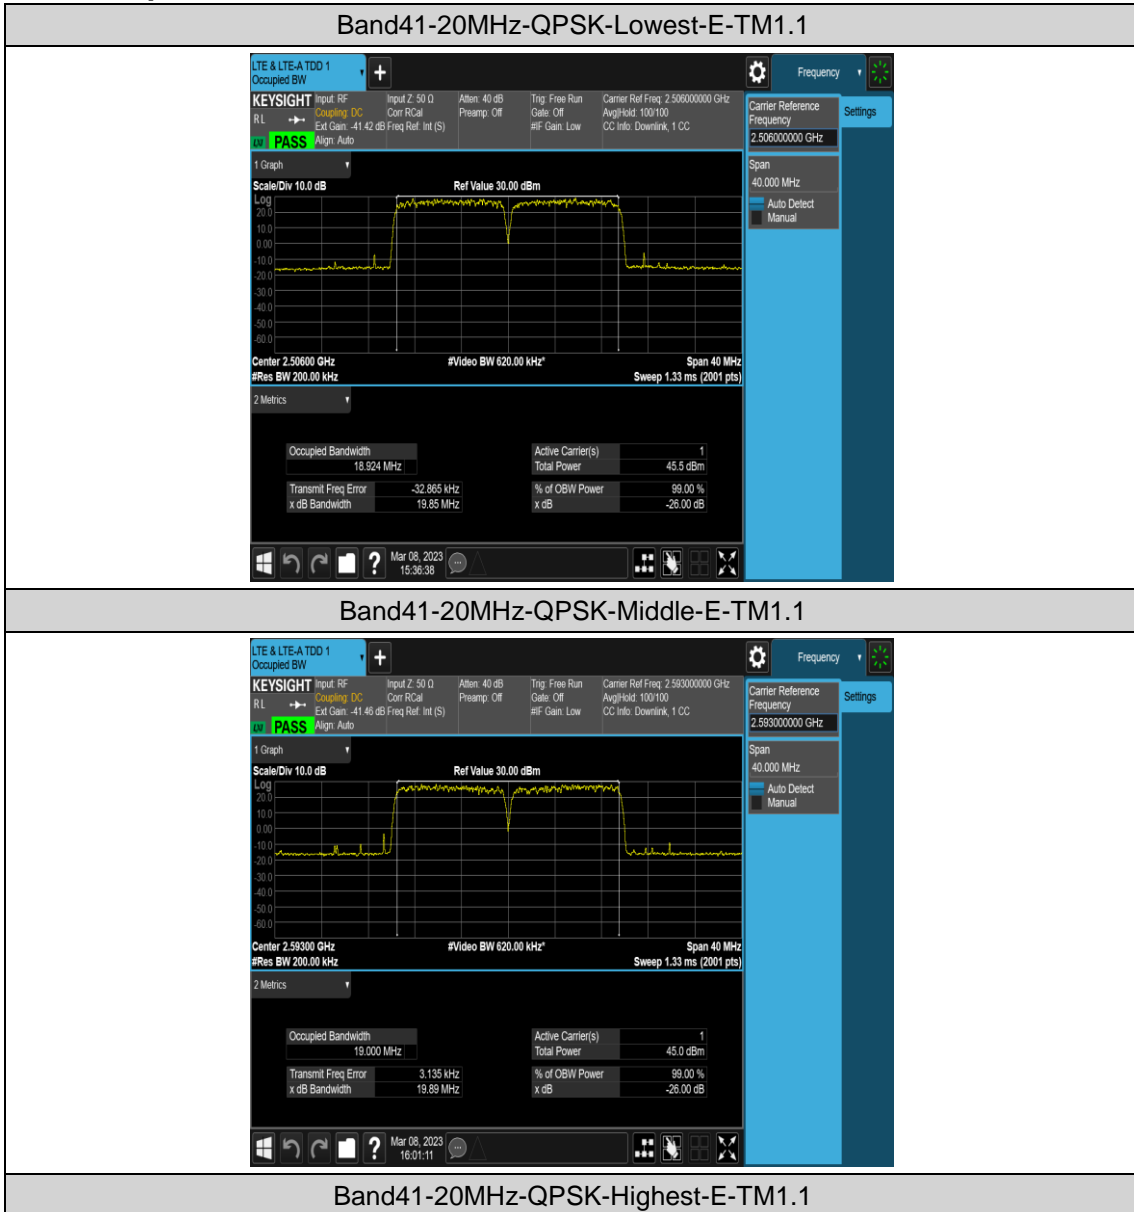 Band41-20MHz-QPSK-Lowest-E-TM1.1
LTE & LTE-A TDD 1
Occupied BW
Frequency
KEYSIGHT
RL
PASS
Input: RF
Coupling: DC
Ext Gain: -41.42 dB
Align: Auto
Input Z: 50 Ω
Corr RCal
Freq Ref: Int (S)
Atten: 40 dB
Preamp: Off
Trig: Free Run
Gate: Off
#IF Gain: Low
Carrier Ref Freq: 2.506000000 GHz
Avg|Hold: 100/100
CC Info: Downlink, 1 CC
Carrier Reference
Frequency
2.506000000 GHz
Settings
Span
40.000 MHz
Auto Detect
Manual
1 Graph
Scale/Div 10.0 dB
Ref Value 30.00 dBm
Log
20.0
10.0
0.00
-10.0
-20.0
-30.0
-40.0
-50.0
-60.0
Center 2.50600 GHz
#Video BW 620.00 kHz*
Span 40 MHz
#Res BW 200.00 kHz
Sweep 1.33 ms (2001 pts)
2 Metrics
Occupied Bandwidth
18.924 MHz
Transmit Freq Error -32.865 kHz
x dB Bandwidth 19.85 MHz
Active Carrier(s) 1
Total Power 45.5 dBm
% of OBW Power 99.00 %
x dB -26.00 dB
?
Mar 08, 2023
15:36:38
Band41-20MHz-QPSK-Middle-E-TM1.1
LTE & LTE-A TDD 1
Occupied BW
Frequency
KEYSIGHT
RL
PASS
Input: RF
Coupling: DC
Ext Gain: -41.46 dB
Align: Auto
Input Z: 50 Ω
Corr RCal
Freq Ref: Int (S)
Atten: 40 dB
Preamp: Off
Trig: Free Run
Gate: Off
#IF Gain: Low
Carrier Ref Freq: 2.593000000 GHz
Avg|Hold: 100/100
CC Info: Downlink, 1 CC
Carrier Reference
Frequency
2.593000000 GHz
Settings
Span
40.000 MHz
Auto Detect
Manual
1 Graph
Scale/Div 10.0 dB
Ref Value 30.00 dBm
Log
20.0
10.0
0.00
-10.0
-20.0
-30.0
-40.0
-50.0
-60.0
Center 2.59300 GHz
#Video BW 620.00 kHz*
Span 40 MHz
#Res BW 200.00 kHz
Sweep 1.33 ms (2001 pts)
2 Metrics
Occupied Bandwidth
19.000 MHz
Transmit Freq Error 3.135 kHz
x dB Bandwidth 19.89 MHz
Active Carrier(s) 1
Total Power 45.0 dBm
% of OBW Power 99.00 %
x dB -26.00 dB
?
Mar 08, 2023
16:01:11
Band41-20MHz-QPSK-Highest-E-TM1.1